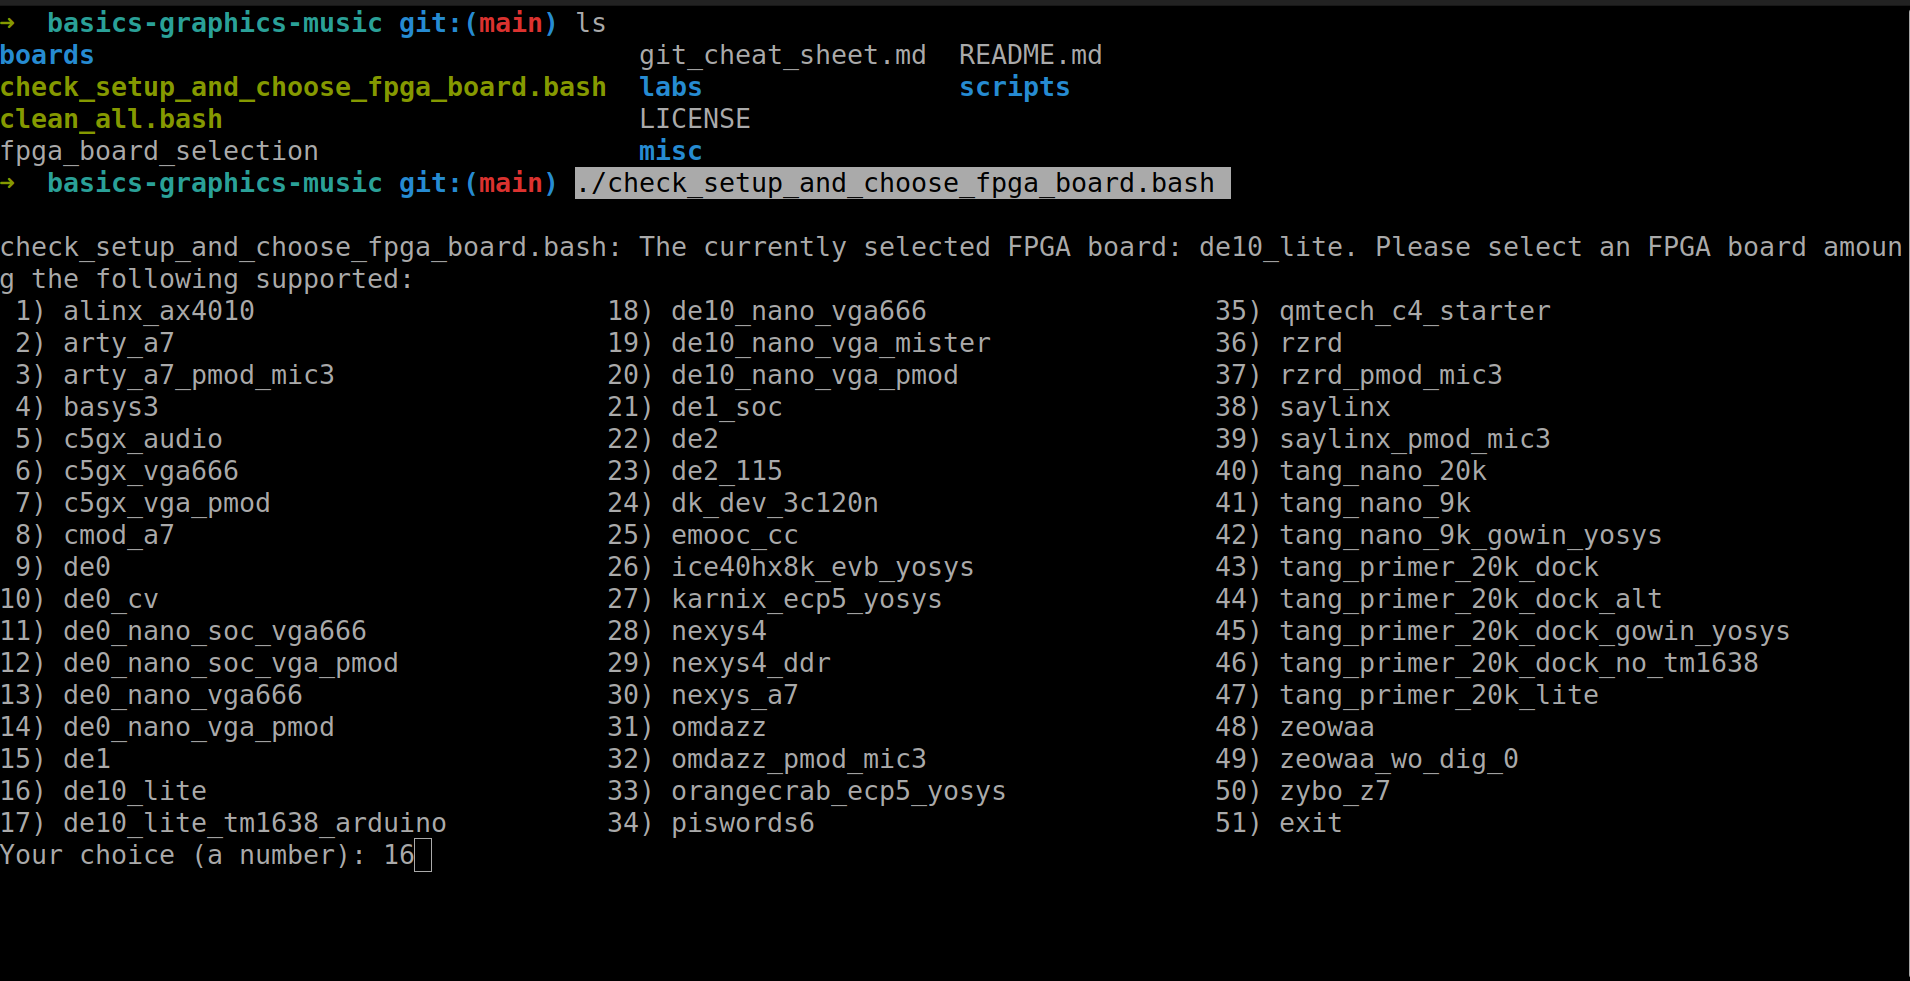 ➜  basics-graphics-music git:(main) ls
boards                                  git_cheat_sheet.md  README.md
check_setup_and_choose_fpga_board.bash  labs                scripts
clean_all.bash                          LICENSE
fpga_board_selection                    misc
➜  basics-graphics-music git:(main) ./check_setup_and_choose_fpga_board.bash
check_setup_and_choose_fpga_board.bash: The currently selected FPGA board: de10_lite. Please select an FPGA board amoun
g the following supported:
 1) alinx_ax4010                      18) de10_nano_vga666                  35) qmtech_c4_starter
 2) arty_a7                           19) de10_nano_vga_mister              36) rzrd
 3) arty_a7_pmod_mic3                 20) de10_nano_vga_pmod                37) rzrd_pmod_mic3
 4) basys3                            21) de1_soc                           38) saylinx
 5) c5gx_audio                        22) de2                               39) saylinx_pmod_mic3
 6) c5gx_vga666                       23) de2_115                           40) tang_nano_20k
 7) c5gx_vga_pmod                     24) dk_dev_3c120n                     41) tang_nano_9k
 8) cmod_a7                           25) emooc_cc                          42) tang_nano_9k_gowin_yosys
 9) de0                               26) ice40hx8k_evb_yosys               43) tang_primer_20k_dock
10) de0_cv                            27) karnix_ecp5_yosys                 44) tang_primer_20k_dock_alt
11) de0_nano_soc_vga666               28) nexys4                            45) tang_primer_20k_dock_gowin_yosys
12) de0_nano_soc_vga_pmod             29) nexys4_ddr                        46) tang_primer_20k_dock_no_tm1638
13) de0_nano_vga666                   30) nexys_a7                          47) tang_primer_20k_lite
14) de0_nano_vga_pmod                 31) omdazz                            48) zeowaa
15) de1                               32) omdazz_pmod_mic3                  49) zeowaa_wo_dig_0
16) de10_lite                         33) orangecrab_ecp5_yosys             50) zybo_z7
17) de10_lite_tm1638_arduino          34) piswords6                         51) exit
Your choice (a number): 16